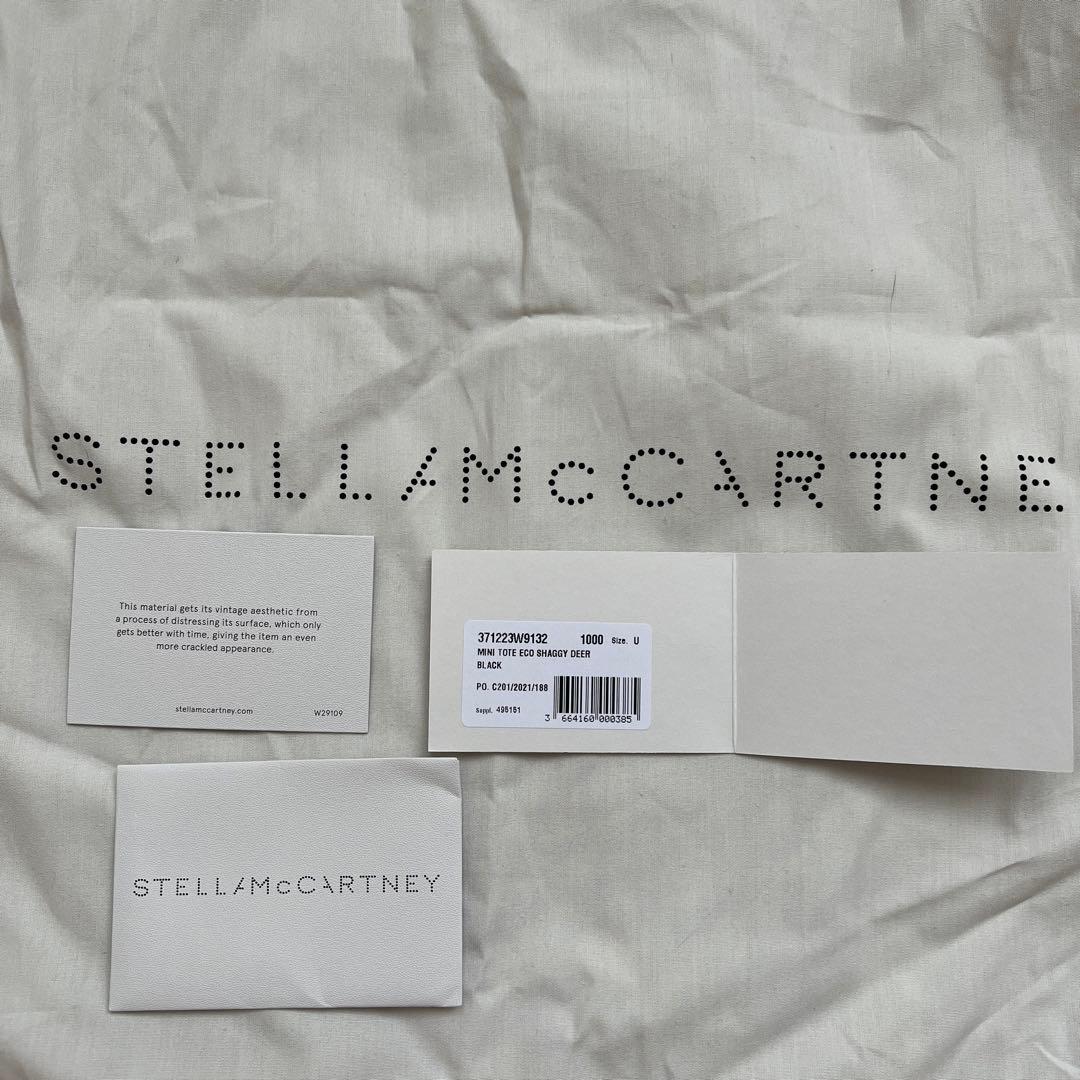 STELLAMcCARTNE
This material gets its vintage aesthetic from
a process of distressing its surface, which only
gets better with time, giving the item an even
more crackled appearance.
stellamccartney.com W29109
371223W9132 1000 Size. U
MINI TOTE ECO SHAGGY DEER
BLACK
PO. C201/2021/188
Suppl. 495151
3 664160 000385
STELLAMcCARTNEY